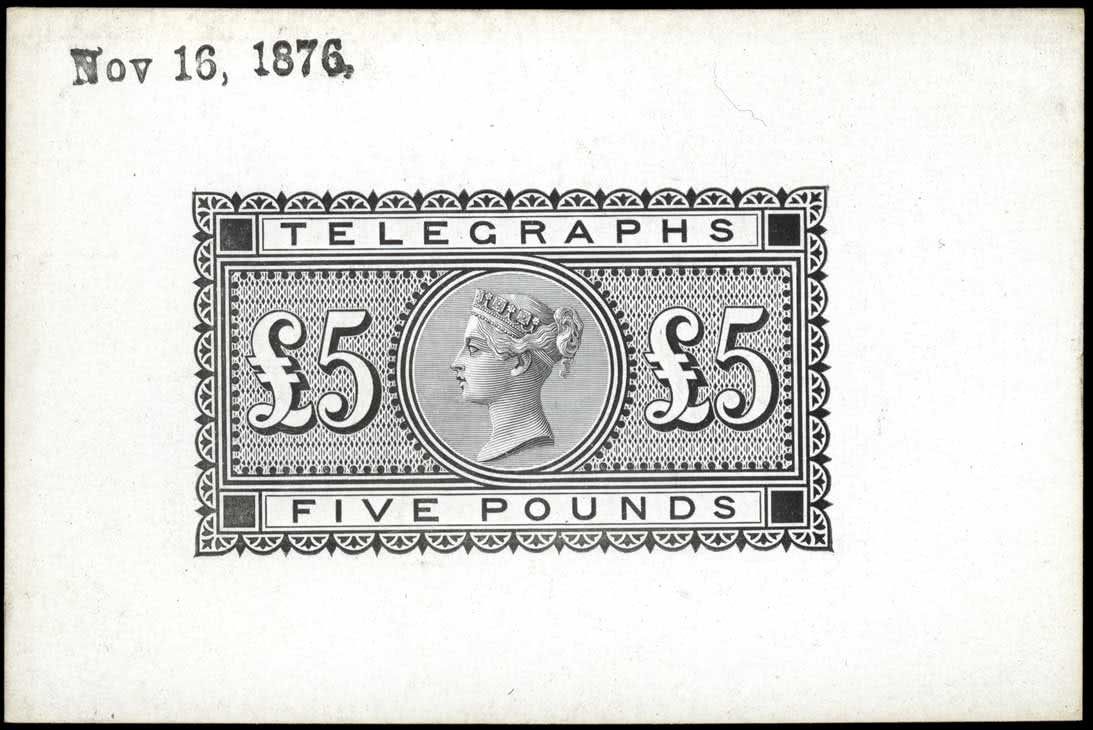 Nov 16, 1876.
TELEGRAPHS
£5 £5
FIVE POUNDS